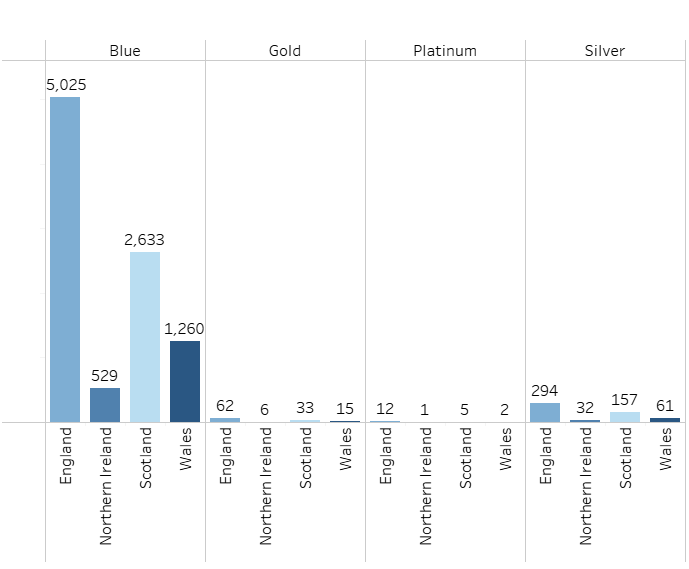 Blue Gold Platinum Silver
5,025
2,633
1,260
529
294
157
62 6 33 15 12 1 5 2 32 61
England Northern Ireland Scotland Wales England Northern Ireland Scotland Wales England Northern Ireland Scotland Wales England Northern Ireland Scotland Wales